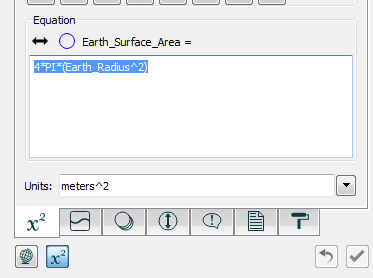 Equation
Earth_Surface_Area =
4*PI*(Earth_Radius^2)
Units: meters^2
x²
x²